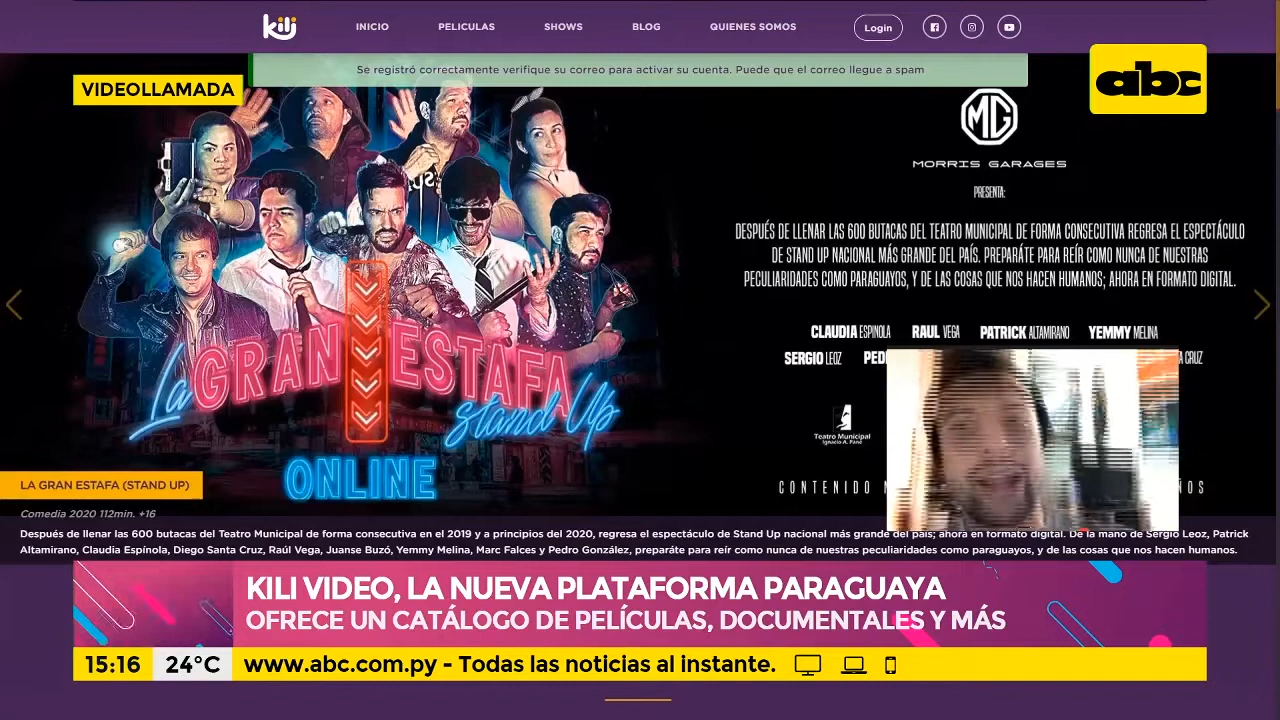 kili
INICIO PELICULAS SHOWS BLOG QUIENES SOMOS Login
Se registró correctamente verifique su correo para activar su cuenta. Puede que el correo llegue a spam
VIDEOLLAMADA
abc
MG
MORRIS GARAGES
PRESENTA:
DESPUÉS DE LLENAR LAS 600 BUTACAS DEL TEATRO MUNICIPAL DE FORMA CONSECUTIVA REGRESA EL ESPECTÁCULO
DE STAND UP NACIONAL MÁS GRANDE DEL PAÍS. PREPARÁTE PARA REÍR COMO NUNCA DE NUESTRAS
PECULIARIDADES COMO PARAGUAYOS, Y DE LAS COSAS QUE NOS HACEN HUMANOS; AHORA EN FORMATO DIGITAL.
CLAUDIA ESPINOLA RAUL VEGA PATRICK ALTAMIRANO YEMMY MELINA
SERGIO LEOZ PED A CRUZ
La GRAN ESTAFA
stand Up
ONLINE
Teatro Municipal
Ignacio A. Pané
CONTENIDO
LA GRAN ESTAFA (STAND UP)
Comedia 2020 112min. +16
Después de llenar las 600 butacas del Teatro Municipal de forma consecutiva en el 2019 y a principios del 2020, regresa el espectáculo de Stand Up nacional más grande del país; ahora en formato digital. De la mano de Sergio Leoz, Patrick
Altamirano, Claudia Espínola, Diego Santa Cruz, Raúl Vega, Juanse Buzó, Yemmy Melina, Marc Falces y Pedro González, preparáte para reír como nunca de nuestras peculiaridades como paraguayos, y de las cosas que nos hacen humanos.
KILI VIDEO, LA NUEVA PLATAFORMA PARAGUAYA
OFRECE UN CATÁLOGO DE PELÍCULAS, DOCUMENTALES Y MÁS
15:16 24°C www.abc.com.py - Todas las noticias al instante.